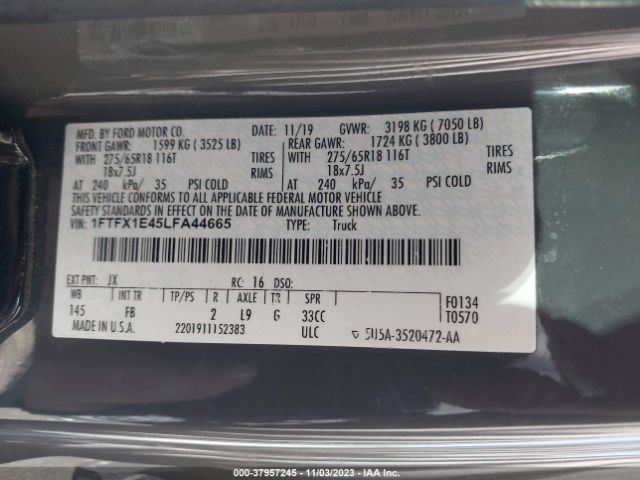 MFD. BY FORD MOTOR CO. DATE: 11/19 GVWR: 3198 KG ( 7050 LB)
FRONT GAWR: 1599 KG ( 3525 LB) REAR GAWR: 1724 KG ( 3800 LB)
WITH 275/65R18 116T TIRES WITH 275/65R18 116T TIRES
18x7.5J RIMS 18x7.5J RIMS
AT 240 kPa/ 35 PSI COLD AT 240 kPa/ 35 PSI COLD
THIS VEHICLE CONFORMS TO ALL APPLICABLE FEDERAL MOTOR VEHICLE
SAFETY STANDARDS IN EFFECT ON THE DATE OF MANUFACTURE SHOWN ABOVE.
VIN: 1FTFX1E45LFA44665 TYPE: Truck
EXT PNT: JX RC: 16 DSO:
WB INT TR TP/PS R AXLE TR SPR F0134
145 FB 2 L9 G 33CC T0570
MADE IN U.S.A. 2201911152383 ULC 5U5A-3520472-AA
000-37957245 - 11/03/2023 - IAAI.COM